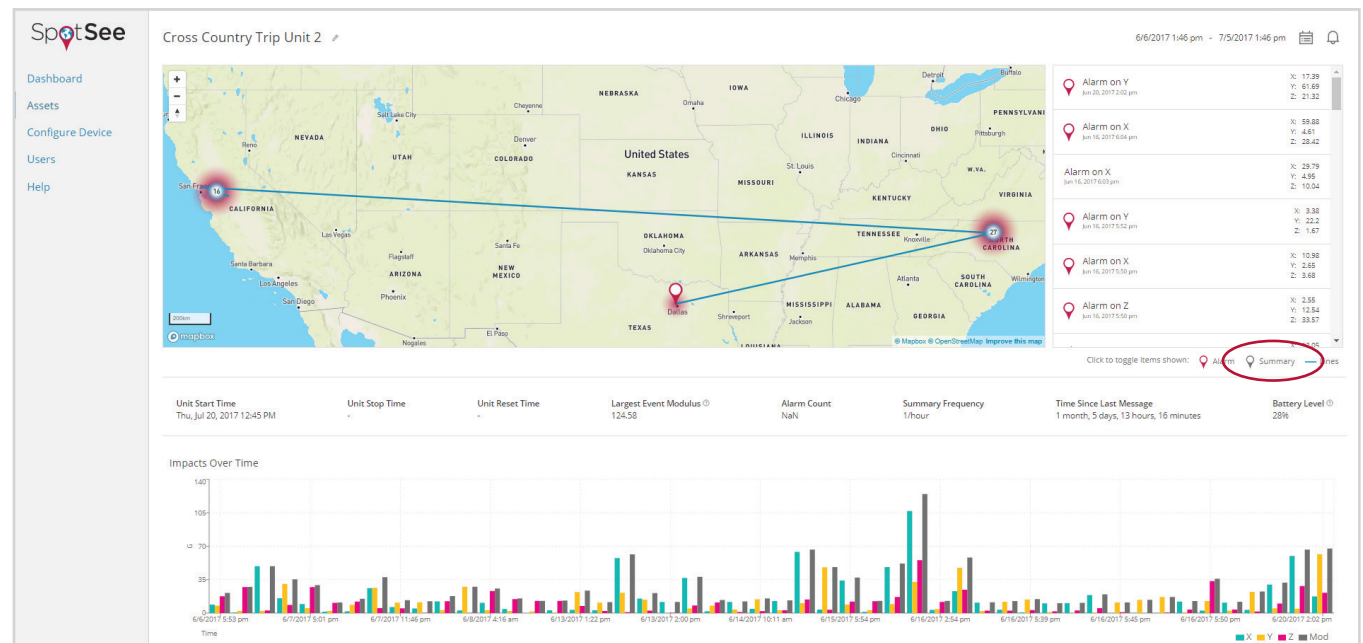 SpotSee
Dashboard
Assets
Configure Device
Users
Help
Cross Country Trip Unit 2
6/6/2017 1:46 pm - 7/5/2017 1:46 pm
+
-
Detroit
Buffalo
NEBRASKA
IOWA
Omaha
Chicago
Cheyenne
Salt Lake City
PENNSYLVANI
Reno
NEVADA
Denver
ILLINOIS
INDIANA
OHIO
Pittsburgh
UTAH
COLORADO
United States
Cincinnati
KANSAS
St. Louis
W.VA.
MISSOURI
San Fran
16
KENTUCKY
VIRGINIA
CALIFORNIA
Las Vegas
OKLAHOMA
TENNESSEE
Knoxville
27
RTH
CAROLINA
Santa Fe
Oklahoma City
ARKANSAS
Memphis
Flagstaff
Santa Barbara
ARIZONA
NEW
MEXICO
Los Angeles
Atlanta
SOUTH
CAROLINA
Wilmington
Phoenix
San Diego
Dallas
MISSISSIPPI
ALABAMA
200km
Shreveport
Jackson
GEORGIA
TEXAS
El Paso
mapbox
Nogales
LOUISIANA
© Mapbox © OpenStreetMap Improve this map
Alarm on Y
Jun 20, 2017 2:02 pm
X: 17.39
Y: 61.69
Z: 21.32
Alarm on X
Jun 16, 2017 6:04 pm
X: 59.88
Y: 4.61
Z: 28.42
Alarm on X
Jun 16, 2017 6:03 pm
X: 29.79
Y: 4.95
Z: 10.04
Alarm on Y
Jun 16, 2017 5:52 pm
X: 3.38
Y: 22.2
Z: 1.67
Alarm on X
Jun 16, 2017 5:50 pm
X: 10.98
Y: 2.65
Z: 3.68
Alarm on Z
Jun 16, 2017 5:50 pm
X: 2.55
Y: 12.54
Z: 33.57
Click to toggle items shown: Alarm Summary Lines
Unit Start Time
Thu, Jul 20, 2017 12:45 PM
Unit Stop Time
-
Unit Reset Time
-
Largest Event Modulus
124.58
Alarm Count
NaN
Summary Frequency
1/hour
Time Since Last Message
1 month, 5 days, 13 hours, 16 minutes
Battery Level
28%
Impacts Over Time
140
105
G
70
35
0
6/6/2017 5:53 pm 6/7/2017 5:01 pm 6/7/2017 11:46 pm 6/8/2017 4:16 am 6/13/2017 1:22 pm 6/13/2017 2:00 pm 6/14/2017 10:11 am 6/15/2017 5:54 pm 6/16/2017 2:54 pm 6/16/2017 5:39 pm 6/16/2017 5:45 pm 6/16/2017 5:50 pm 6/20/2017 2:02 pm
Time
X Y Z Mod